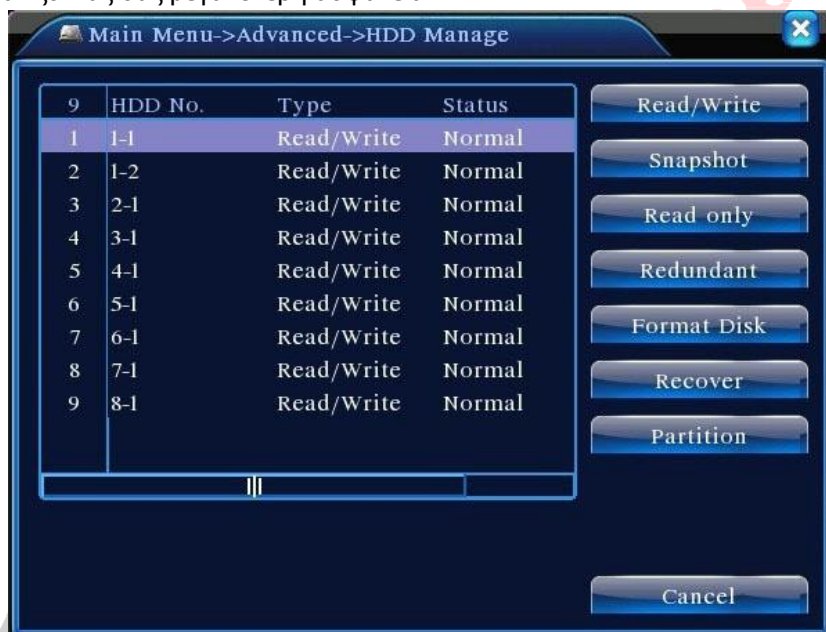 Main Menu->Advanced->HDD Manage
9 HDD No. Type Status
1 1-1 Read/Write Normal
2 1-2 Read/Write Normal
3 2-1 Read/Write Normal
4 3-1 Read/Write Normal
5 4-1 Read/Write Normal
6 5-1 Read/Write Normal
7 6-1 Read/Write Normal
8 7-1 Read/Write Normal
9 8-1 Read/Write Normal
Read/Write
Snapshot
Read only
Redundant
Format Disk
Recover
Partition
Cancel